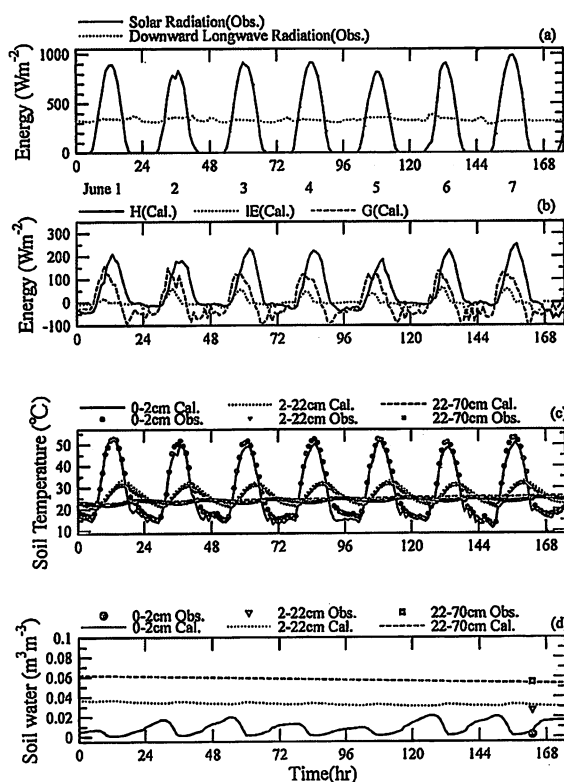 Solar Radiation(Obs.)
Downward Longwave Radiation(Obs.)
(a)
Energy (Wm⁻²)
1000
800
400
0
0 24 48 72 96 120 144 168
June 1 2 3 4 5 6 7
H(Cal.) lE(Cal.) G(Cal.)
(b)
Energy (Wm⁻²)
300
200
100
0
-100
0 24 48 72 96 120 144 168
0-2cm Cal. 2-22cm Cal. 22-70cm Cal.
0-2cm Obs. 2-22cm Obs. 22-70cm Obs.
(c)
Soil Temperature (℃)
50
40
30
20
10
0 24 48 72 96 120 144 168
0-2cm Obs. 2-22cm Obs. 22-70cm Obs.
0-2cm Cal. 2-22cm Cal. 22-70cm Cal.
(d)
Soil water (m³m⁻³)
0.1
0.08
0.06
0.04
0.02
0
0 24 48 72 96 120 144 168
Time(hr)